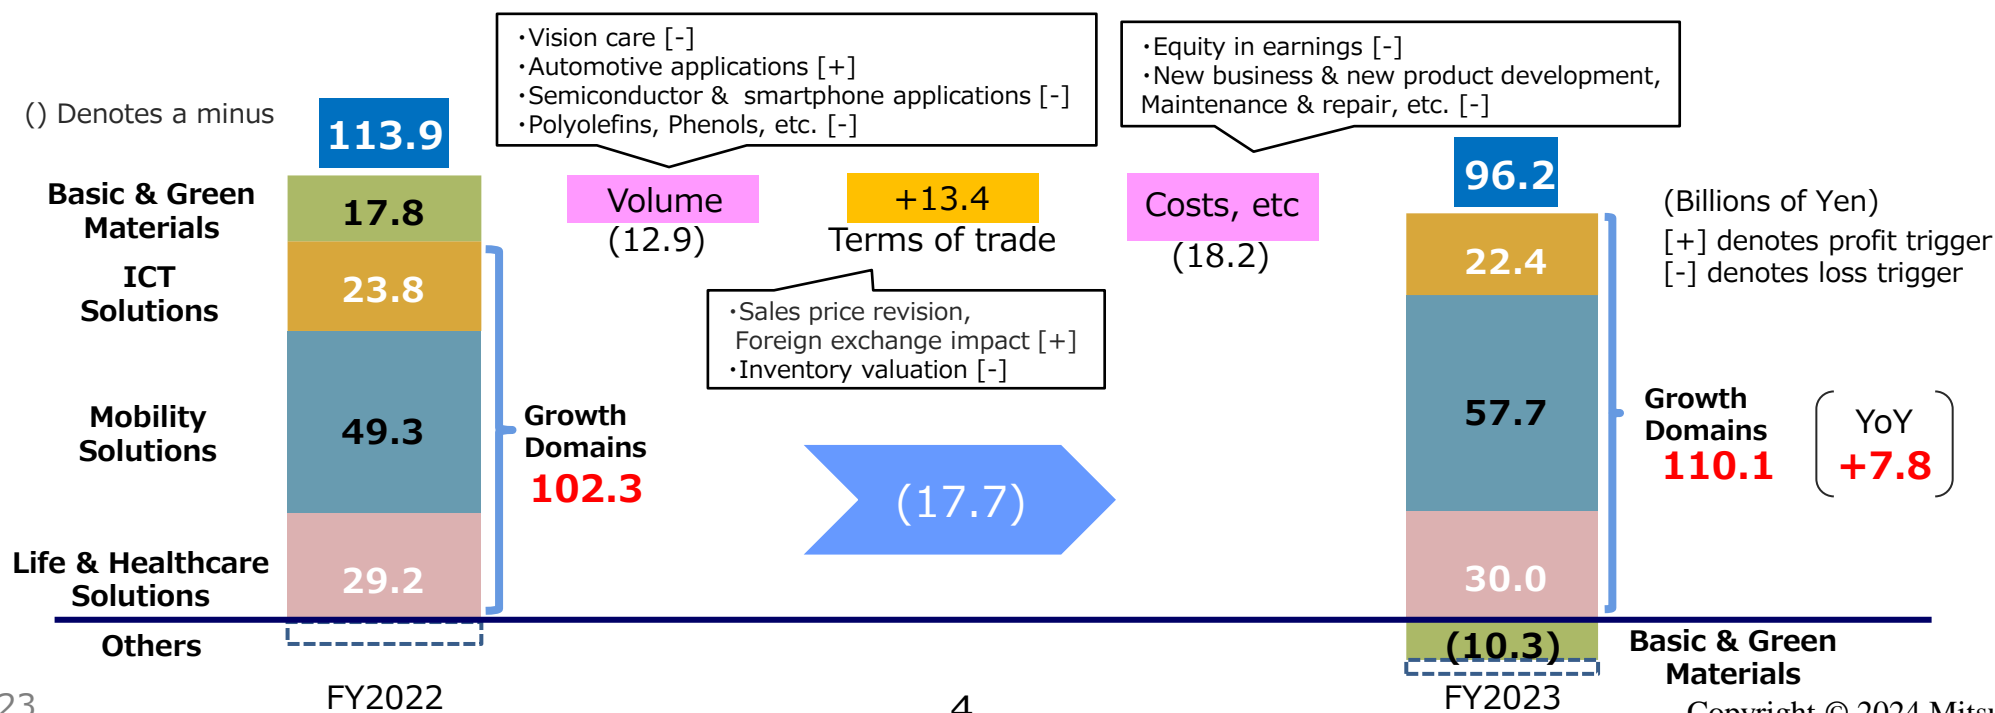 ・Vision care [-]
・Automotive applications [+]
・Semiconductor & smartphone applications [-]
・Polyolefins, Phenols, etc. [-]
・Equity in earnings [-]
・New business & new product development,
Maintenance & repair, etc. [-]
() Denotes a minus
113.9
96.2
Basic & Green
Materials
17.8
Volume
(12.9)
+13.4
Terms of trade
Costs, etc
(18.2)
(Billions of Yen)
[+] denotes profit trigger
[-] denotes loss trigger
ICT
Solutions
23.8
22.4
・Sales price revision,
Foreign exchange impact [+]
・Inventory valuation [-]
Mobility
Solutions
49.3
Growth
Domains
102.3
57.7
Growth
Domains
110.1
YoY
+7.8
(17.7)
Life & Healthcare
Solutions
29.2
30.0
Others
(10.3)
Basic & Green
Materials
FY2022
FY2023
23
4
Copyright © 2024 Mitsu